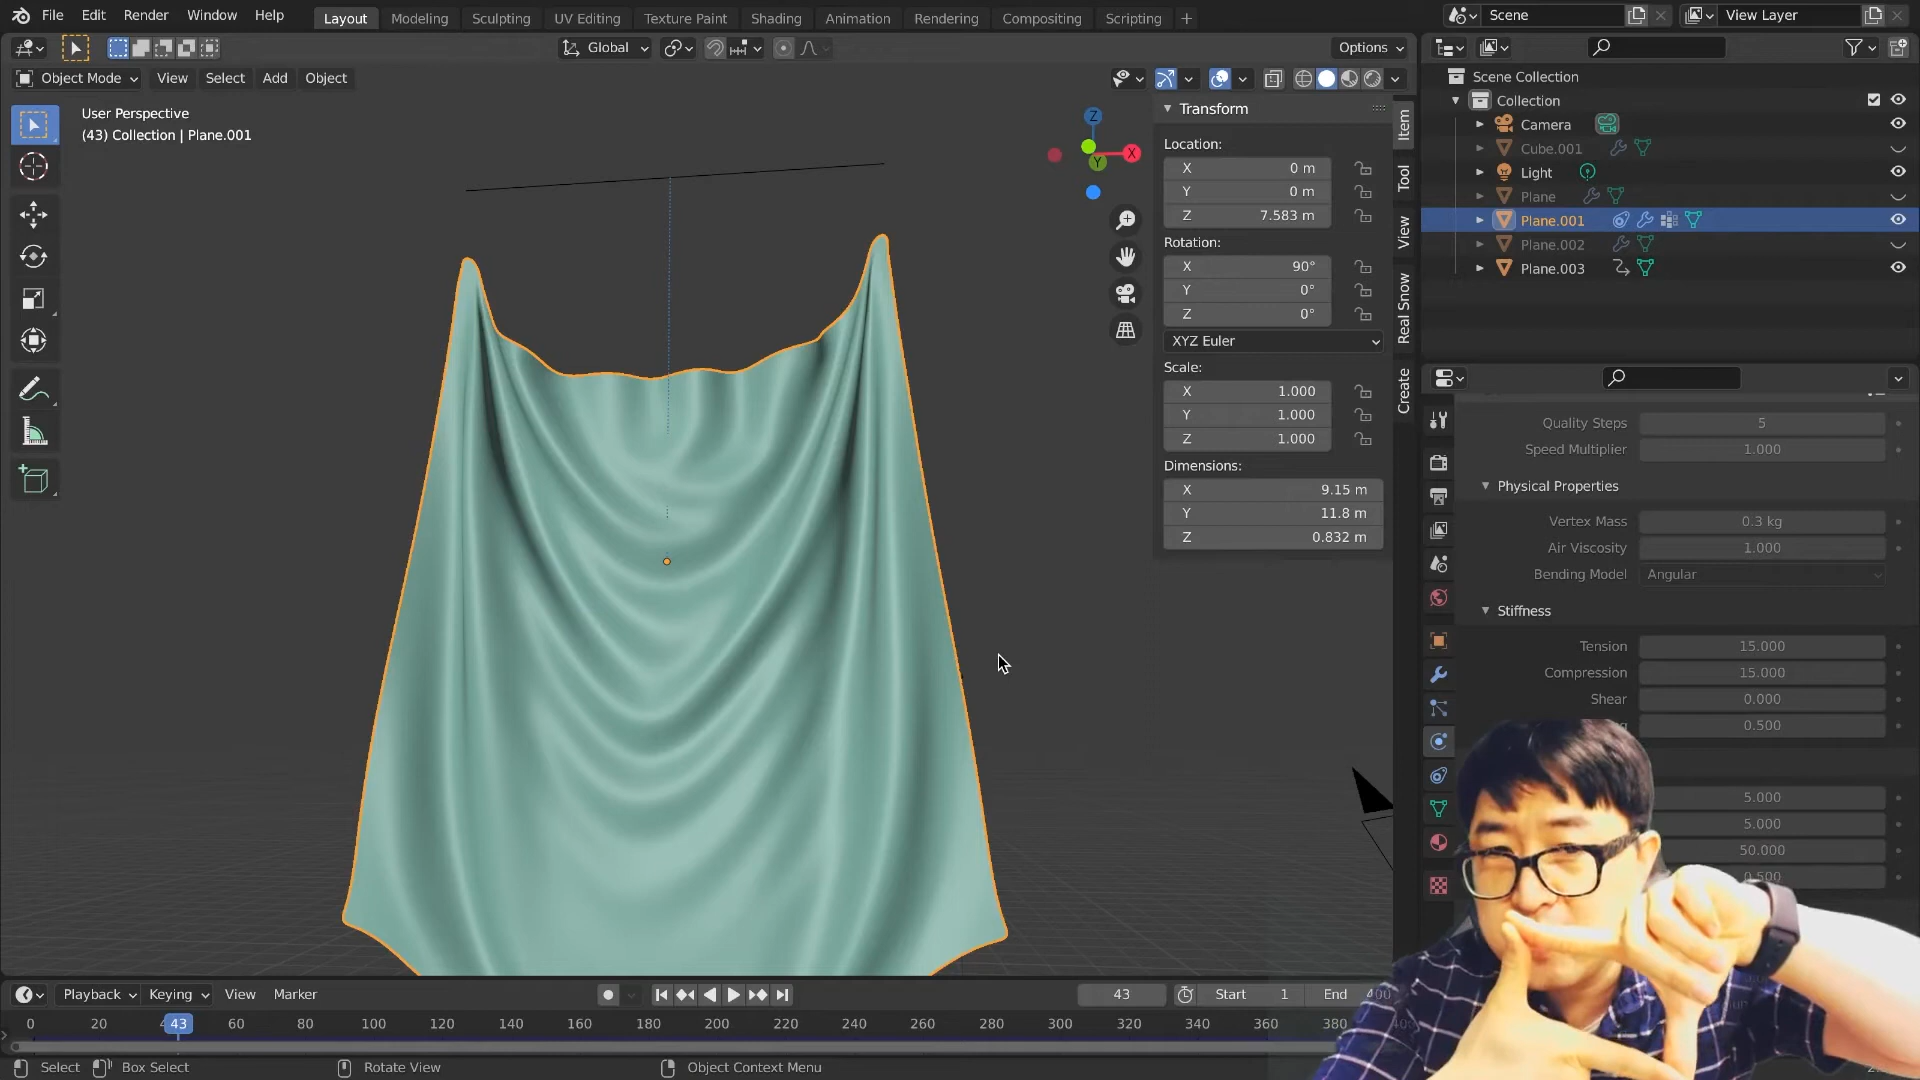 File Edit Render Window Help Layout Modeling Sculpting UV Editing Texture Paint Shading Animation Rendering Compositing Scripting + Scene View Layer
Global Options
Object Mode View Select Add Object
User Perspective
(43) Collection | Plane.001
Z
X
Y
Transform
Location:
X 0 m
Y 0 m
Z 7.583 m
Rotation:
X 90°
Y 0°
Z 0°
XYZ Euler
Scale:
X 1.000
Y 1.000
Z 1.000
Dimensions:
X 9.15 m
Y 11.8 m
Z 0.832 m
Item
Tool
View
Real Snow
Create
Scene Collection
Collection
Camera
Cube.001
Light
Plane
Plane.001
Plane.002
Plane.003
Quality Steps 5
Speed Multiplier 1.000
Physical Properties
Vertex Mass 0.3 kg
Air Viscosity 1.000
Bending Model Angular
Stiffness
Tension 15.000
Compression 15.000
Shear 0.000
0.500
5.000
5.000
50.000
0.500
Playback Keying View Marker 43 Start 1 End
0 20 43 60 80 100 120 140 160 180 200 220 240 260 280 300 320 340 360 380
Select Box Select Rotate View Object Context Menu